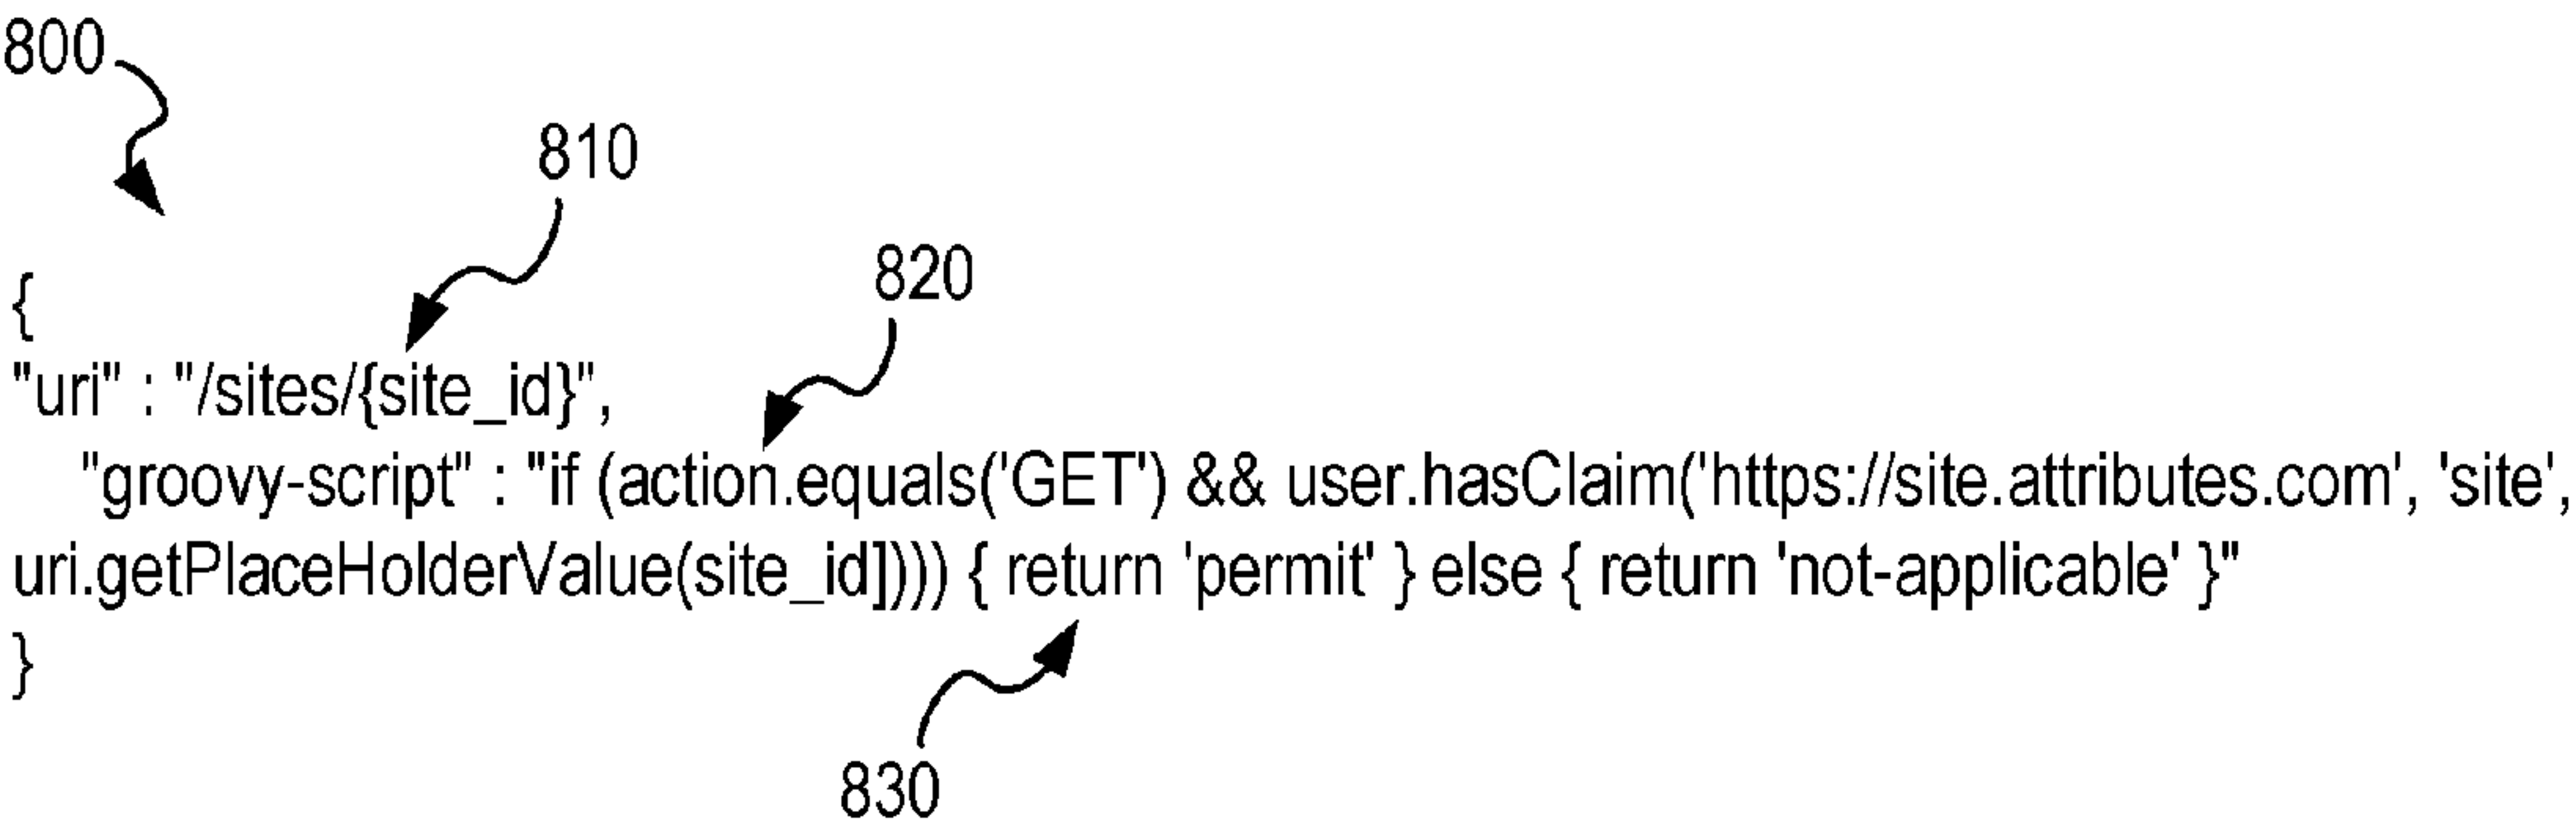 800
810
820
{
"uri" : "/sites/{site_id}",
"groovy-script" : "if (action.equals('GET') && user.hasClaim('https://site.attributes.com', 'site',
uri.getPlaceHolderValue(site_id]))) { return 'permit' } else { return 'not-applicable' }"
}
830